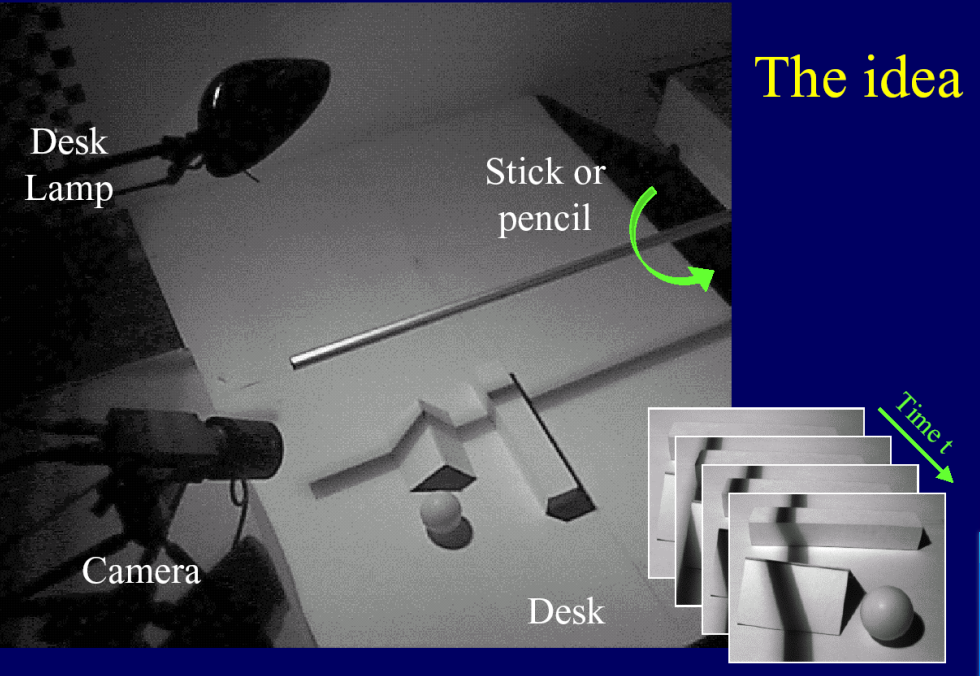 The idea
Desk
Lamp
Stick or
pencil
Time t
Camera
Desk